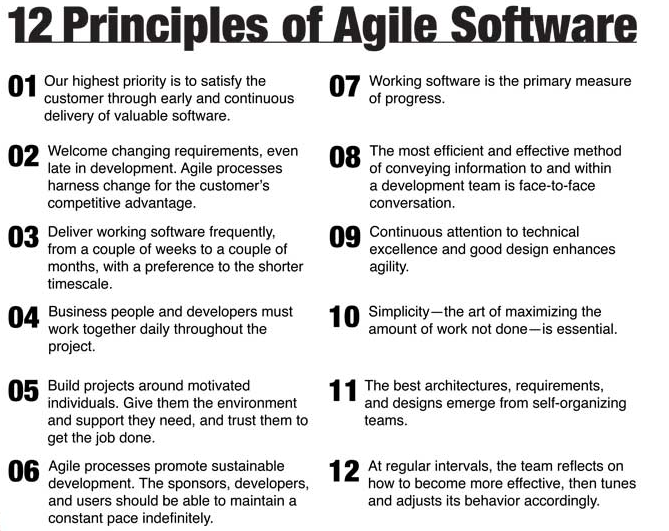 12 Principles of Agile Software
01 Our highest priority is to satisfy the
customer through early and continuous
delivery of valuable software.
02 Welcome changing requirements, even
late in development. Agile processes
harness change for the customer's
competitive advantage.
03 Deliver working software frequently,
from a couple of weeks to a couple of
months, with a preference to the shorter
timescale.
04 Business people and developers must
work together daily throughout the
project.
05 Build projects around motivated
individuals. Give them the environment
and support they need, and trust them to
get the job done.
06 Agile processes promote sustainable
development. The sponsors, developers,
and users should be able to maintain a
constant pace indefinitely.
07 Working software is the primary measure
of progress.
08 The most efficient and effective method
of conveying information to and within
a development team is face-to-face
conversation.
09 Continuous attention to technical
excellence and good design enhances
agility.
10 Simplicity—the art of maximizing the
amount of work not done—is essential.
11 The best architectures, requirements,
and designs emerge from self-organizing
teams.
12 At regular intervals, the team reflects on
how to become more effective, then tunes
and adjusts its behavior accordingly.